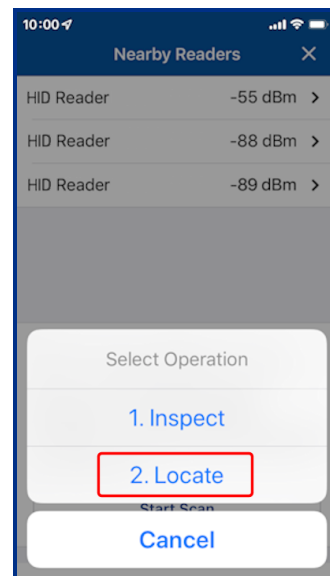 10:00
Nearby Readers
HID Reader -55 dBm
HID Reader -88 dBm
HID Reader -89 dBm
Select Operation
1. Inspect
2. Locate
Start Scan
Cancel